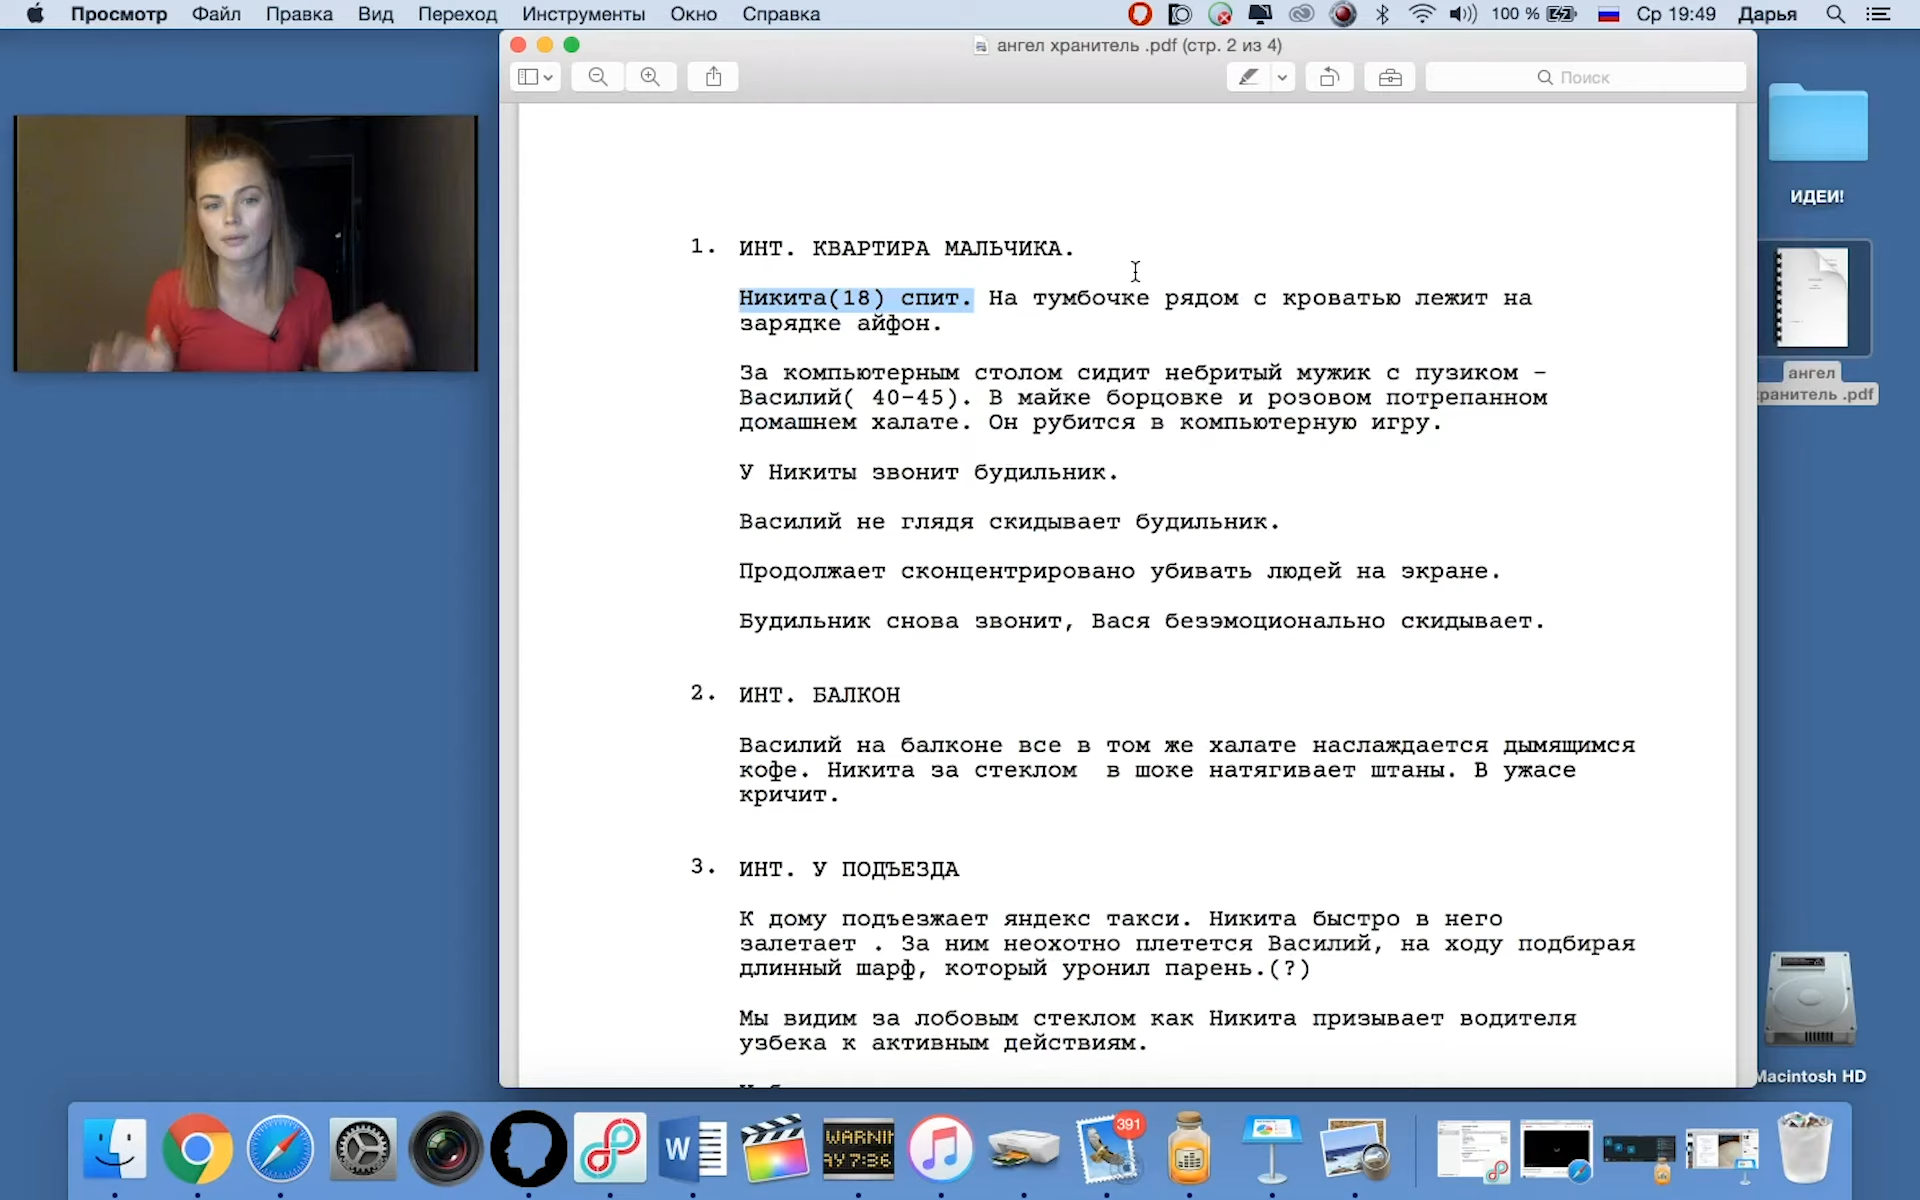 Просмотр Файл Правка Вид Переход Инструменты Окно Справка 100 % Ср 19:49 Дарья
ангел хранитель .pdf (стр. 2 из 4)
Поиск
ИДЕИ!
1. ИНТ. КВАРТИРА МАЛЬЧИКА.
Никита(18) спит. На тумбочке рядом с кроватью лежит на
зарядке айфон.
За компьютерным столом сидит небритый мужик с пузиком –
Василий( 40-45). В майке борцовке и розовом потрепанном
домашнем халате. Он рубится в компьютерную игру.
У Никиты звонит будильник.
Василий не глядя скидывает будильник.
Продолжает сконцентрировано убивать людей на экране.
Будильник снова звонит, Вася безэмоционально скидывает.
2. ИНТ. БАЛКОН
Василий на балконе все в том же халате наслаждается дымящимся
кофе. Никита за стеклом  в шоке натягивает штаны. В ужасе
кричит.
3. ИНТ. У ПОДЪЕЗДА
К дому подъезжает яндекс такси. Никита быстро в него
залетает . За ним неохотно плетется Василий, на ходу подбирая
длинный шарф, который уронил парень.(?)
Мы видим за лобовым стеклом как Никита призывает водителя
узбека к активным действиям.
ангел
ранитель .pdf
Macintosh HD
W
WARNIN
AY 7:36
391